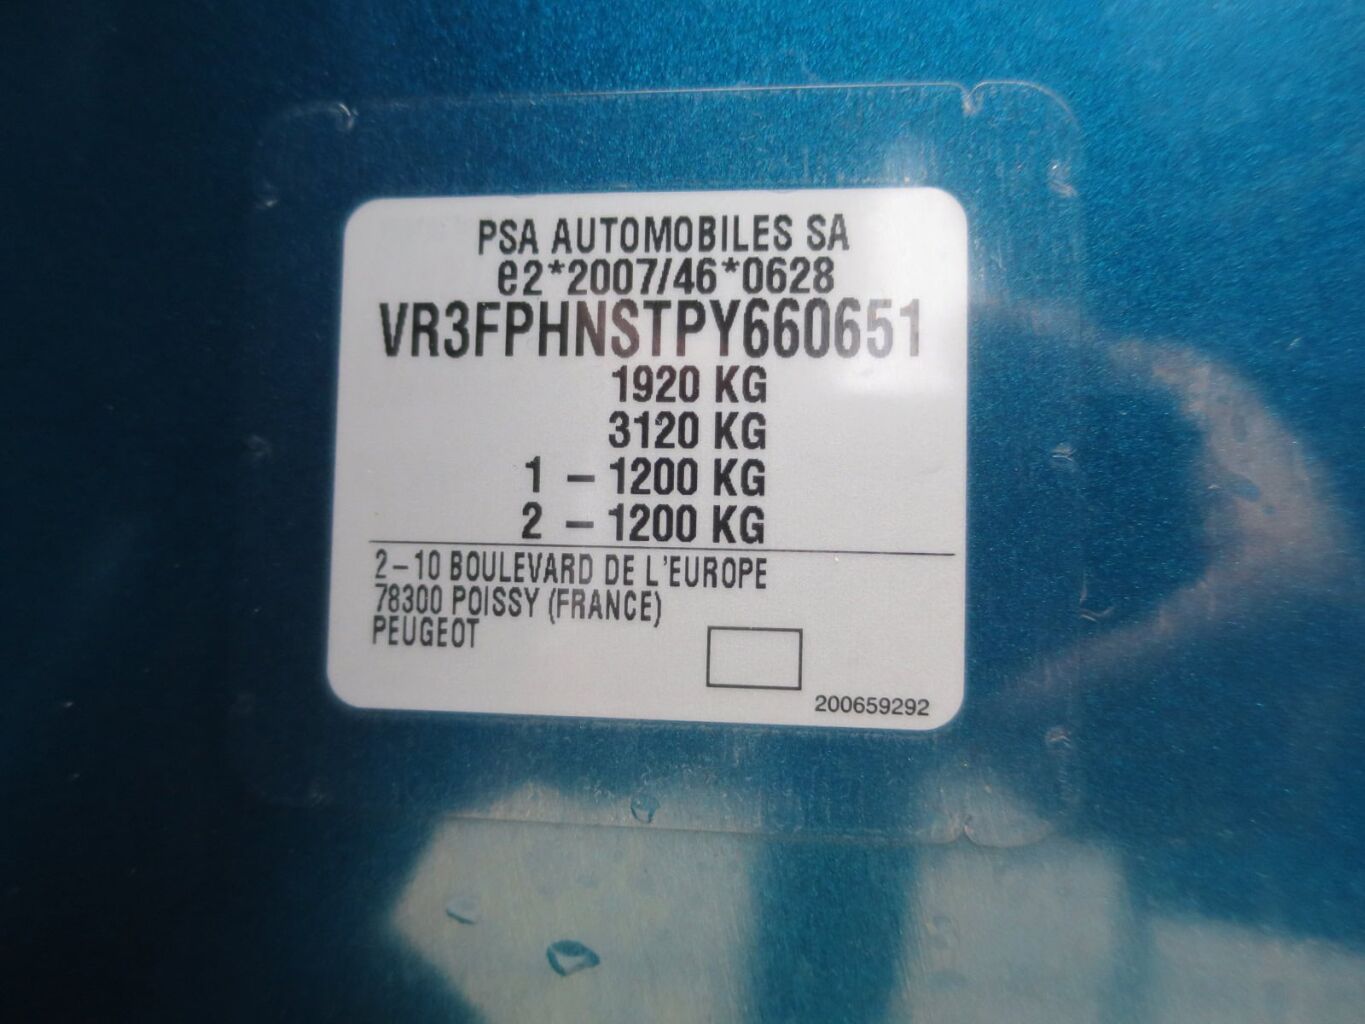 PSA AUTOMOBILES SA
e2*2007/46*0628
VR3FPHNSTPY660651
1920 KG
3120 KG
1 - 1200 KG
2 - 1200 KG
2-10 BOULEVARD DE L'EUROPE
78300 POISSY (FRANCE)
PEUGEOT
200659292